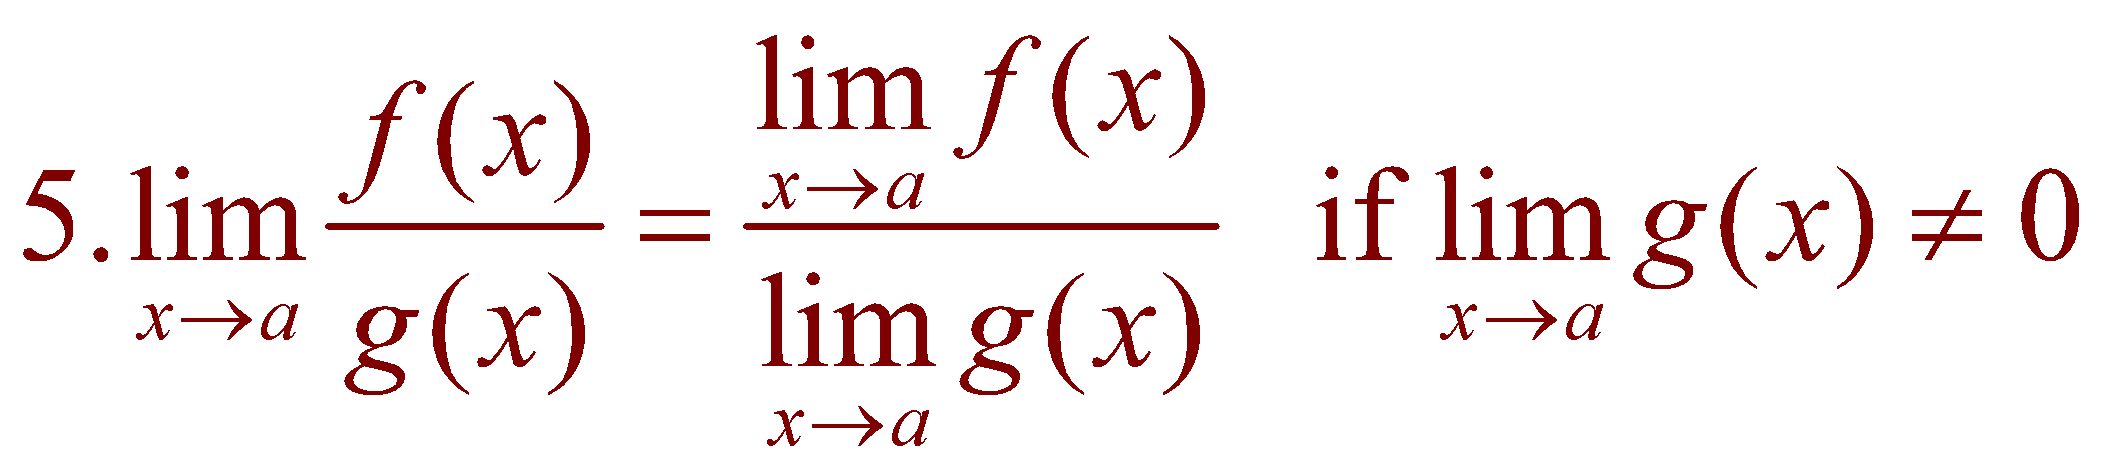 5. lim_{x→a} f(x)/g(x) = lim_{x→a} f(x) / lim_{x→a} g(x) if lim_{x→a} g(x) ≠ 0